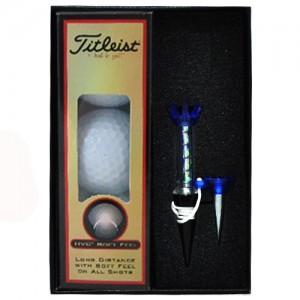 Titleist
HVC SOFT FEEL
LONG DISTANCE
WITH SOFT FEEL
ON ALL SHOTS